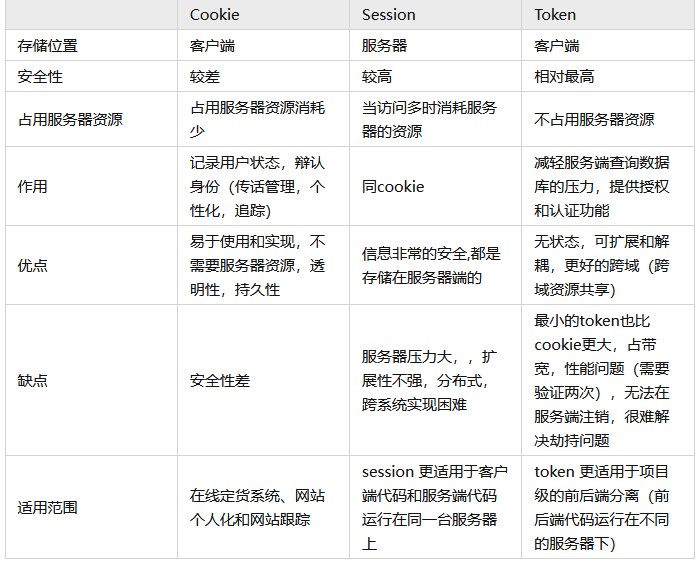 Cookie Session Token
存储位置 客户端 服务器 客户端
安全性 较差 较高 相对最高
占用服务器资源
占用服务器资源消耗
少
当访问多时消耗服务
器的资源
不占用服务器资源
作用
记录用户状态，辩认
身份（传话管理，个
性化，追踪）
同cookie
减轻服务端查询数据
库的压力，提供授权
和认证功能
优点
易于使用和实现，不
需要服务器资源，透
明性，持久性
信息非常的安全,都是
存储在服务器端的
无状态，可扩展和解
耦，更好的跨域（跨
域资源共享）
缺点
安全性差
服务器压力大，，扩
展性不强，分布式，
跨系统实现困难
最小的token也比
cookie更大，占带
宽，性能问题（需要
验证两次），无法在
服务端注销，很难解
决劫持问题
适用范围
在线定货系统、网站
个人化和网站跟踪
session 更适用于客户
端代码和服务端代码
运行在同一台服务器
上
token 更适用于项目
级的前后端分离（前
后端代码运行在不同
的服务器下）